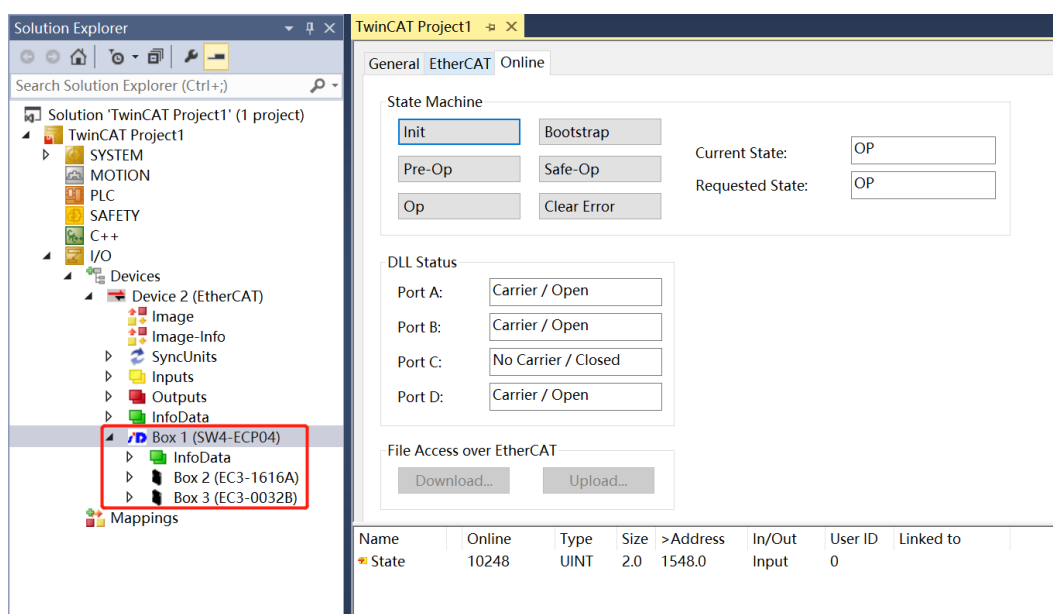 Solution Explorer
Search Solution Explorer (Ctrl+;)
Solution 'TwinCAT Project1' (1 project)
TwinCAT Project1
SYSTEM
MOTION
PLC
SAFETY
C++
I/O
Devices
Device 2 (EtherCAT)
Image
Image-Info
SyncUnits
Inputs
Outputs
InfoData
Box 1 (SW4-ECP04)
InfoData
Box 2 (EC3-1616A)
Box 3 (EC3-0032B)
Mappings
TwinCAT Project1
General EtherCAT Online
State Machine
Init Bootstrap
Pre-Op Safe-Op
Op Clear Error
Current State: OP
Requested State: OP
DLL Status
Port A: Carrier / Open
Port B: Carrier / Open
Port C: No Carrier / Closed
Port D: Carrier / Open
File Access over EtherCAT
Download... Upload...
Name Online Type Size >Address In/Out User ID Linked to
State 10248 UINT 2.0 1548.0 Input 0